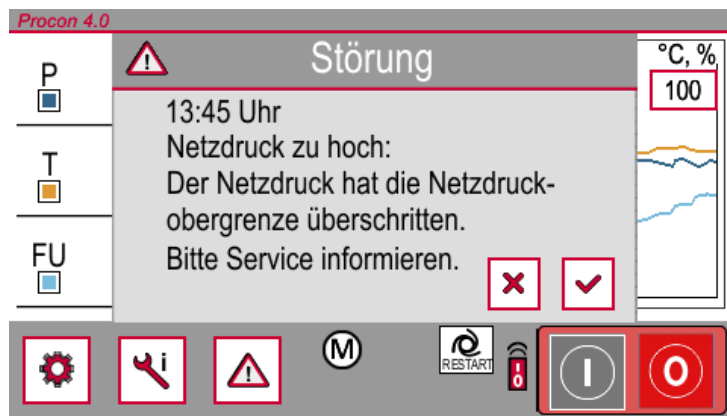 Procon 4.0
Störung
°C, %
100
P
T
FU
13:45 Uhr
Netzdruck zu hoch:
Der Netzdruck hat die Netzdruck-
obergrenze überschritten.
Bitte Service informieren.
i
M
RESTART
I
0
I
O